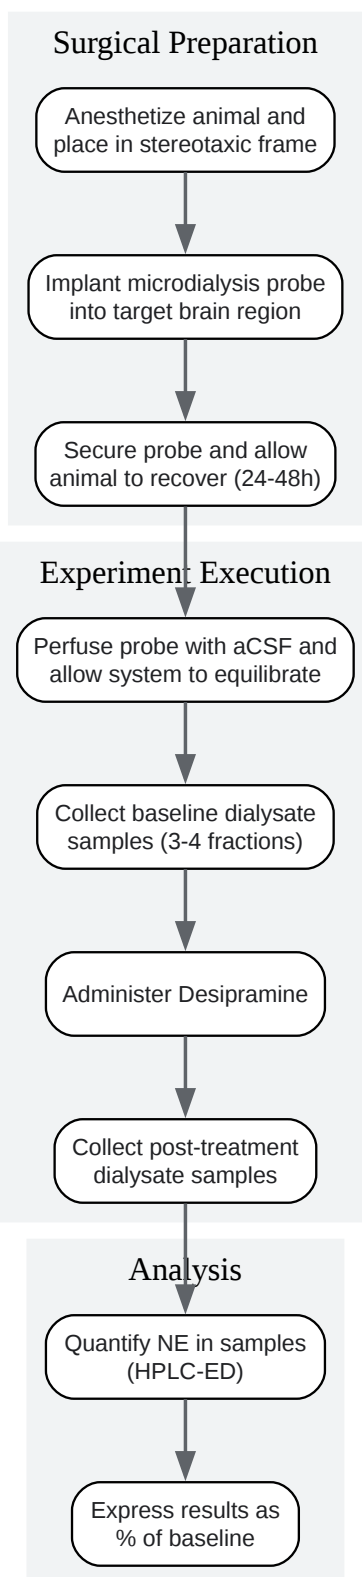 Surgical Preparation
Anesthetize animal and
place in stereotaxic frame
Implant microdialysis probe
into target brain region
Secure probe and allow
animal to recover (24-48h)
Experiment Execution
Perfuse probe with aCSF and
allow system to equilibrate
Collect baseline dialysate
samples (3-4 fractions)
Administer Desipramine
Collect post-treatment
dialysate samples
Analysis
Quantify NE in samples
(HPLC-ED)
Express results as
% of baseline